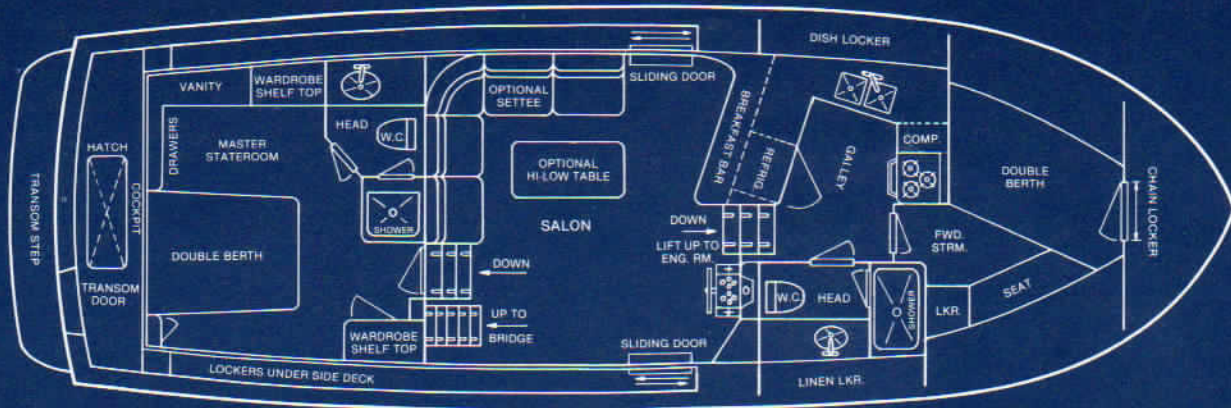 DISH LOCKER
SLIDING DOOR
VANITY
WARDROBE
SHELF TOP
OPTIONAL
SETTEE
BREAKFAST BAR
REFRIG.
GALLEY
COMP.
HEAD
W.C.
DRAWERS
MASTER
STATEROOM
HATCH
COCKPIT
TRANSOM STEP
OPTIONAL
HI-LOW TABLE
DOUBLE
BERTH
CHAIN LOCKER
SHOWER
SALON
DOWN
LIFT UP TO
ENG. RM.
FWD.
STRM.
DOUBLE BERTH
DOWN
TRANSOM
DOOR
W.C.
HEAD
SHOWER
LKR.
SEAT
UP TO
BRIDGE
WARDROBE
SHELF TOP
SLIDING DOOR
LOCKERS UNDER SIDE DECK
LINEN LKR.